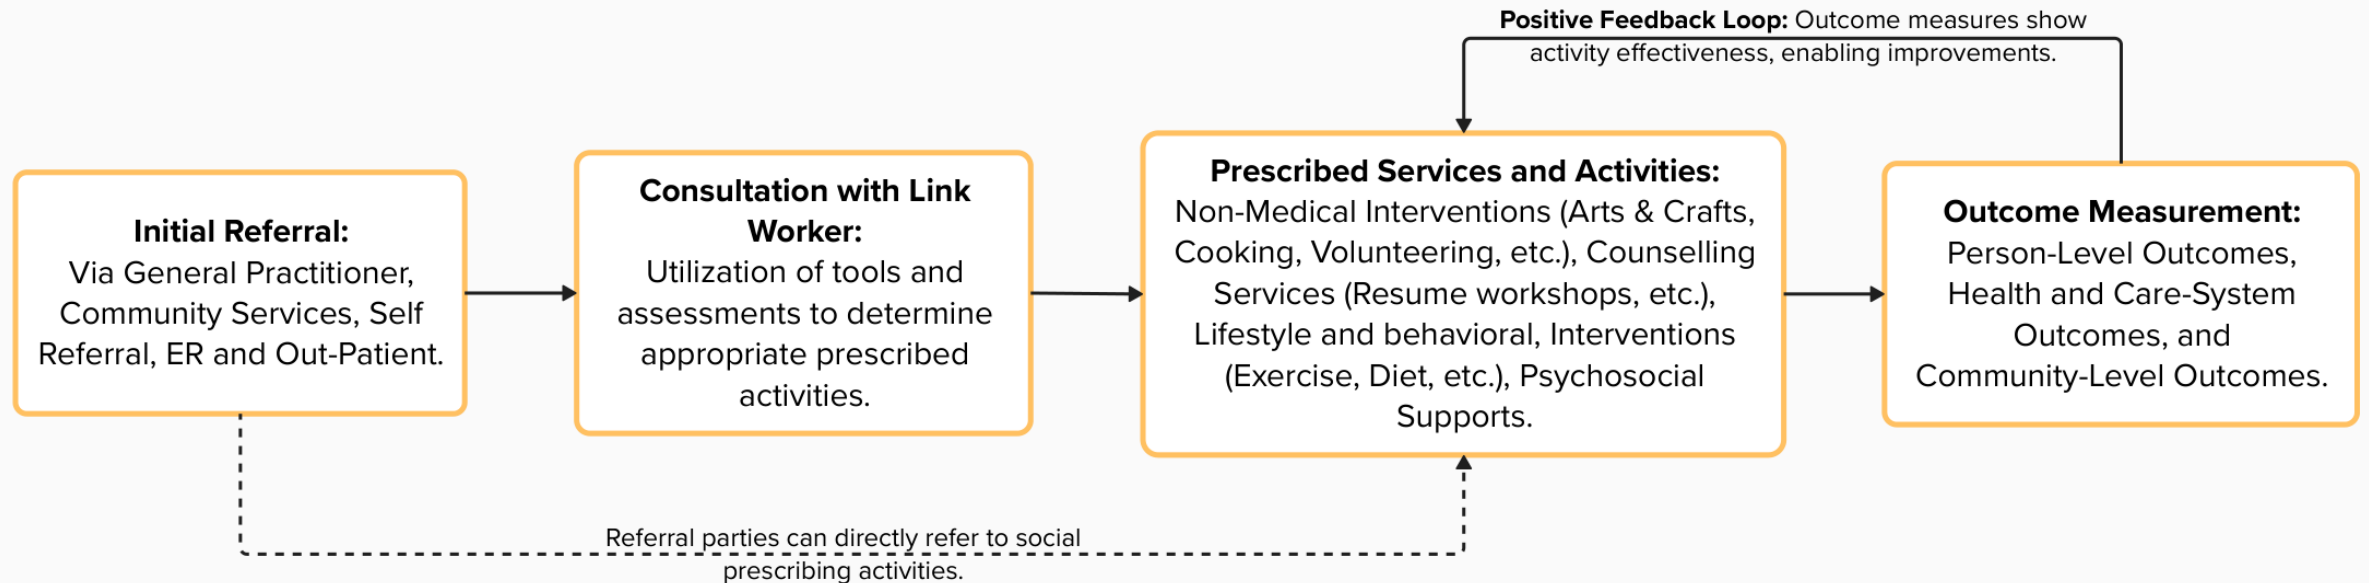 Positive Feedback Loop: Outcome measures show
activity effectiveness, enabling improvements.
Initial Referral:
Via General Practitioner,
Community Services, Self
Referral, ER and Out-Patient.
Consultation with Link
Worker:
Utilization of tools and
assessments to determine
appropriate prescribed
activities.
Prescribed Services and Activities:
Non-Medical Interventions (Arts & Crafts,
Cooking, Volunteering, etc.), Counselling
Services (Resume workshops, etc.),
Lifestyle and behavioral, Interventions
(Exercise, Diet, etc.), Psychosocial
Supports.
Outcome Measurement:
Person-Level Outcomes,
Health and Care-System
Outcomes, and
Community-Level Outcomes.
Referral parties can directly refer to social
prescribing activities.